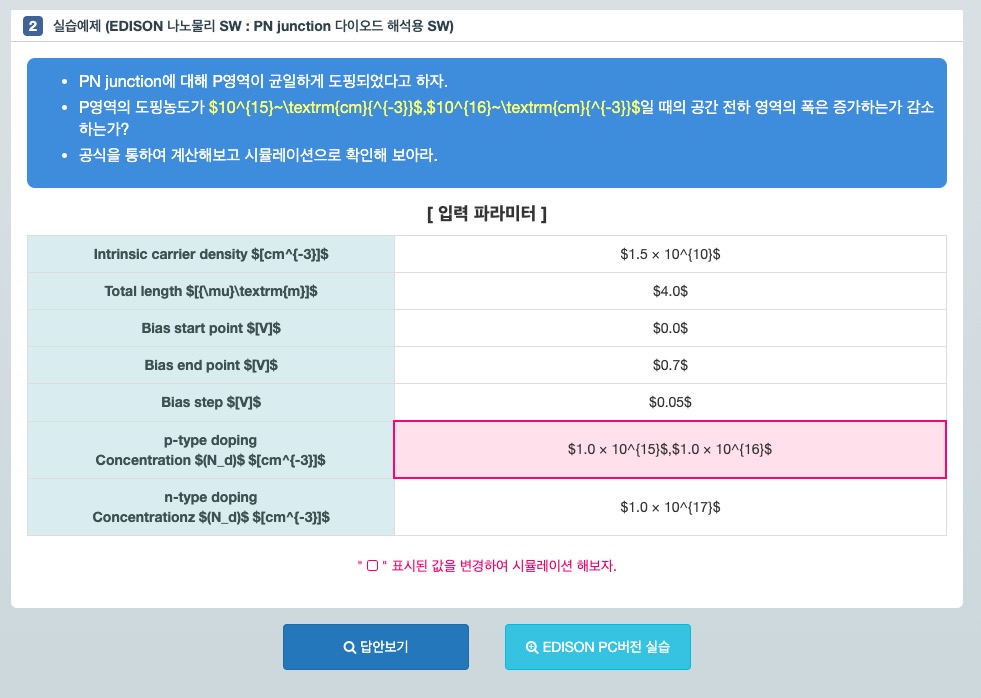 2 실습예제 (EDISON 나노물리 SW : PN junction 다이오드 해석용 SW)
• PN junction에 대해 P영역이 균일하게 도핑되었다고 하자.
• P영역의 도핑농도가 $10^{15}~\textrm{cm}{^{-3}}$,$10^{16}~\textrm{cm}{^{-3}}$일 때의 공간 전하 영역의 폭은 증가하는가 감소
하는가?
• 공식을 통하여 계산해보고 시뮬레이션으로 확인해 보아라.
[ 입력 파라미터 ]
Intrinsic carrier density $[cm^{-3}]$ $1.5 × 10^{10}$
Total length $[{\mu}\textrm{m}]$ $4.0$
Bias start point $[V]$ $0.0$
Bias end point $[V]$ $0.7$
Bias step $[V]$ $0.05$
p-type doping
Concentration $(N_d)$ $[cm^{-3}]$ $1.0 × 10^{15}$,$1.0 × 10^{16}$
n-type doping
Concentrationz $(N_d)$ $[cm^{-3}]$ $1.0 × 10^{17}$
" □ " 표시된 값을 변경하여 시뮬레이션 해보자.
답안보기 EDISON PC버전 실습